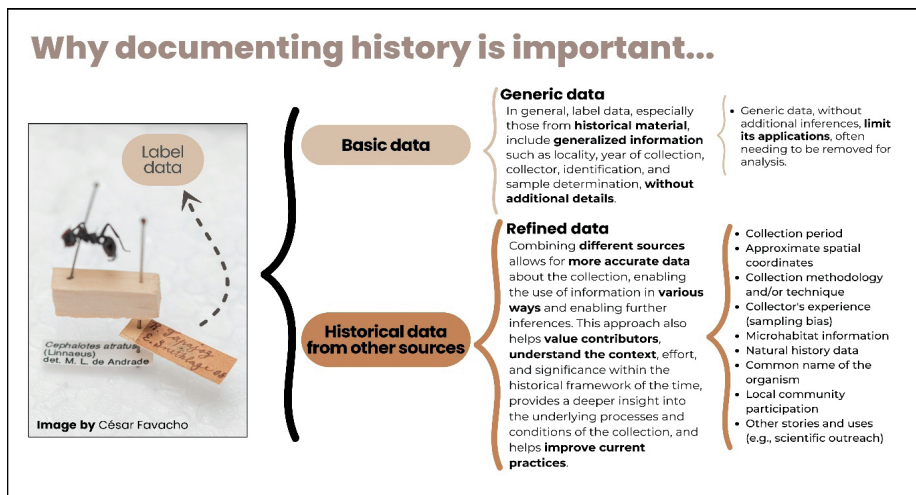 Why documenting history is important...
Label
data
Cephalotes atratus
(Linnaeus)
det. M. L. de Andrade
Image by César Favacho
Basic data
Generic data
In general, label data, especially
those from historical material,
include generalized information
such as locality, year of collection,
collector, identification, and
sample determination, without
additional details.
• Generic data, without
additional inferences, limit
its applications, often
needing to be removed for
analysis.
Historical data
from other sources
Refined data
Combining different sources
allows for more accurate data
about the collection, enabling
the use of information in various
ways and enabling further
inferences. This approach also
helps value contributors,
understand the context, effort,
and significance within the
historical framework of the time,
provides a deeper insight into
the underlying processes and
conditions of the collection, and
helps improve current
practices.
• Collection period
• Approximate spatial
coordinates
• Collection methodology
and/or technique
• Collector's experience
(sampling bias)
• Microhabitat information
• Natural history data
• Common name of the
organism
• Local community
participation
• Other stories and uses
(e.g., scientific outreach)